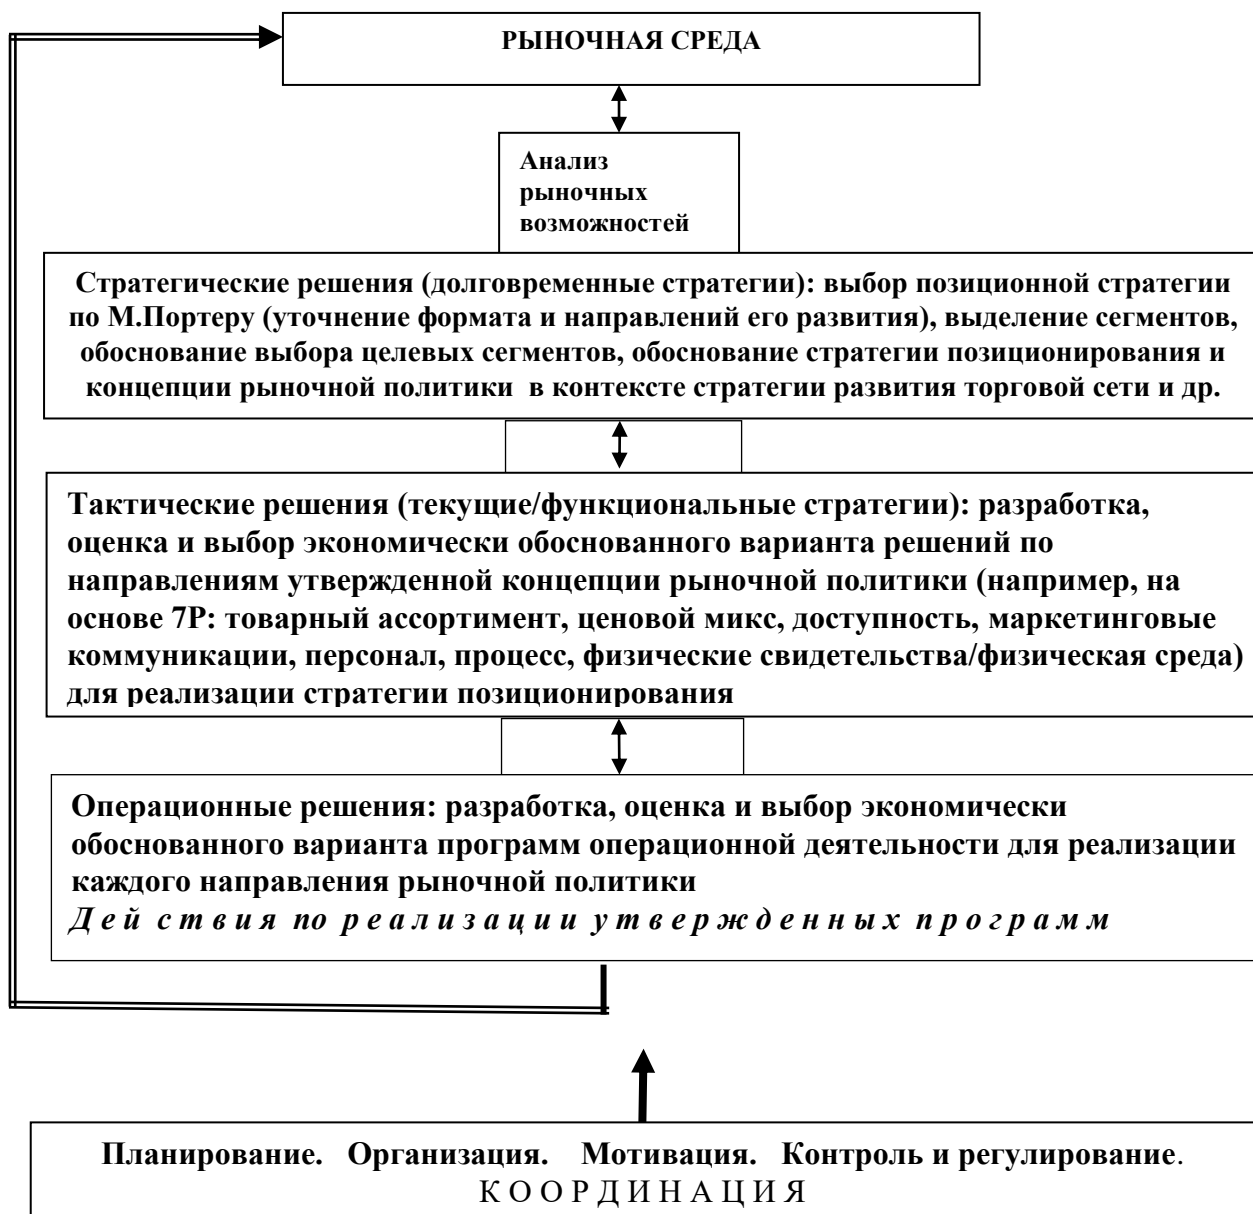 РЫНОЧНАЯ СРЕДА
Анализ
рыночных
возможностей
Стратегические решения (долговременные стратегии): выбор позиционной стратегии
по М.Портеру (уточнение формата и направлений его развития), выделение сегментов,
обоснование выбора целевых сегментов, обоснование стратегии позиционирования и
концепции рыночной политики в контексте стратегии развития торговой сети и др.
Тактические решения (текущие/функциональные стратегии): разработка,
оценка и выбор экономически обоснованного варианта решений по
направлениям утвержденной концепции рыночной политики (например, на
основе 7Р: товарный ассортимент, ценовой микс, доступность, маркетинговые
коммуникации, персонал, процесс, физические свидетельства/физическая среда)
для реализации стратегии позиционирования
Операционные решения: разработка, оценка и выбор экономически
обоснованного варианта программ операционной деятельности для реализации
каждого направления рыночной политики
Д е й с т в и я по р е а л и з а ц и и у т в е р ж д е н н ы х п р о г р а м м
Планирование. Организация. Мотивация. Контроль и регулирование.
К О О Р Д И Н А Ц И Я